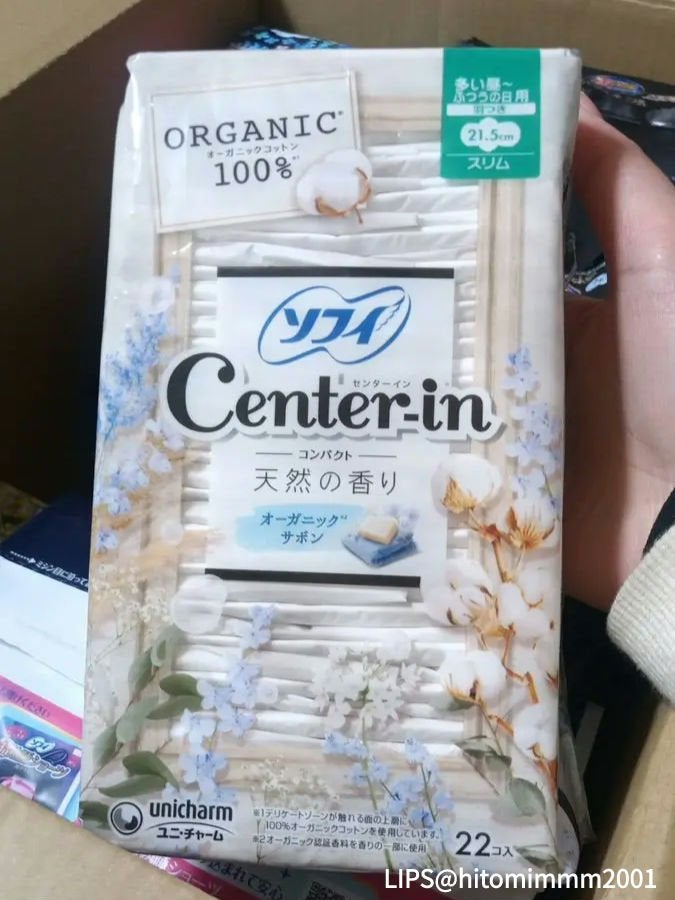 ORGANIC
オーガニックコットン
100%*1
多い昼~
ふつうの日用
羽つき
21.5cm
スリム
ソフィ
センターイン
Center-in
コンパクト
天然の香り
オーガニック*2
サボン
unicharm
ユニ・チャーム
※1デリケートゾーンが触れる面の上層に
100%オーガニックコットンを使用しています。
※2オーガニック認証香料を香りの一部に使用
22コ入
LIPS@hitomimmm2001